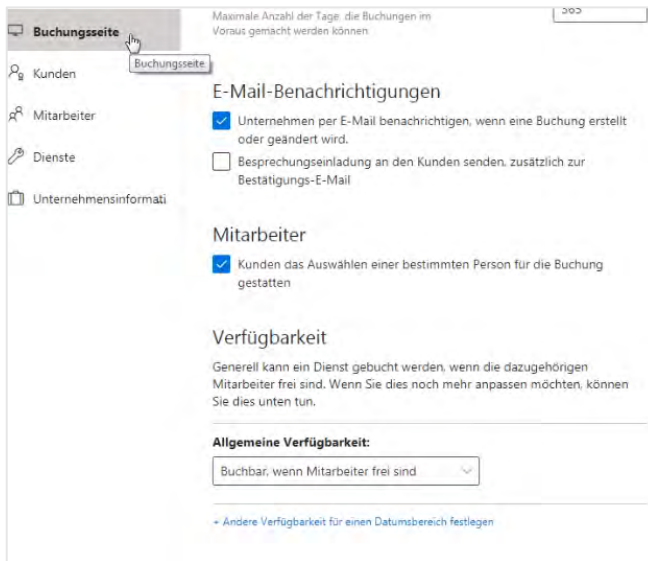 Buchungsseite
Buchungsseite
Kunden
Mitarbeiter
Dienste
Unternehmensinformati
Maximale Anzahl der Tage, die Buchungen im
Voraus gemacht werden können
365
E-Mail-Benachrichtigungen
Unternehmen per E-Mail benachrichtigen, wenn eine Buchung erstellt
oder geändert wird.
Besprechungseinladung an den Kunden senden, zusätzlich zur
Bestätigungs-E-Mail
Mitarbeiter
Kunden das Auswählen einer bestimmten Person für die Buchung
gestatten
Verfügbarkeit
Generell kann ein Dienst gebucht werden, wenn die dazugehörigen
Mitarbeiter frei sind. Wenn Sie dies noch mehr anpassen möchten, können
Sie dies unten tun.
Allgemeine Verfügbarkeit:
Buchbar, wenn Mitarbeiter frei sind
+ Andere Verfügbarkeit für einen Datumsbereich festlegen